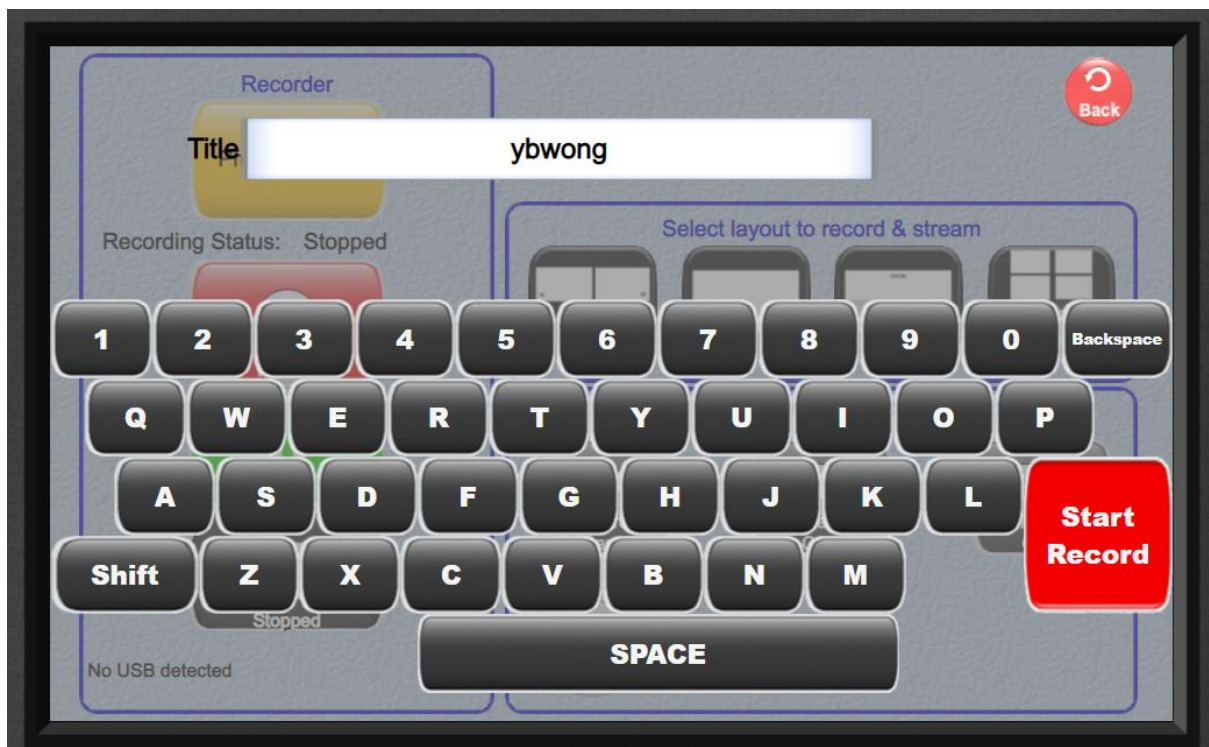 Recorder
Back
Title ybwong
Recording Status: Stopped
Select layout to record & stream
1 2 3 4 5 6 7 8 9 0 Backspace
Q W E R T Y U I O P
A S D F G H J K L
Start
Record
Shift Z X C V B N M
Stopped
SPACE
No USB detected